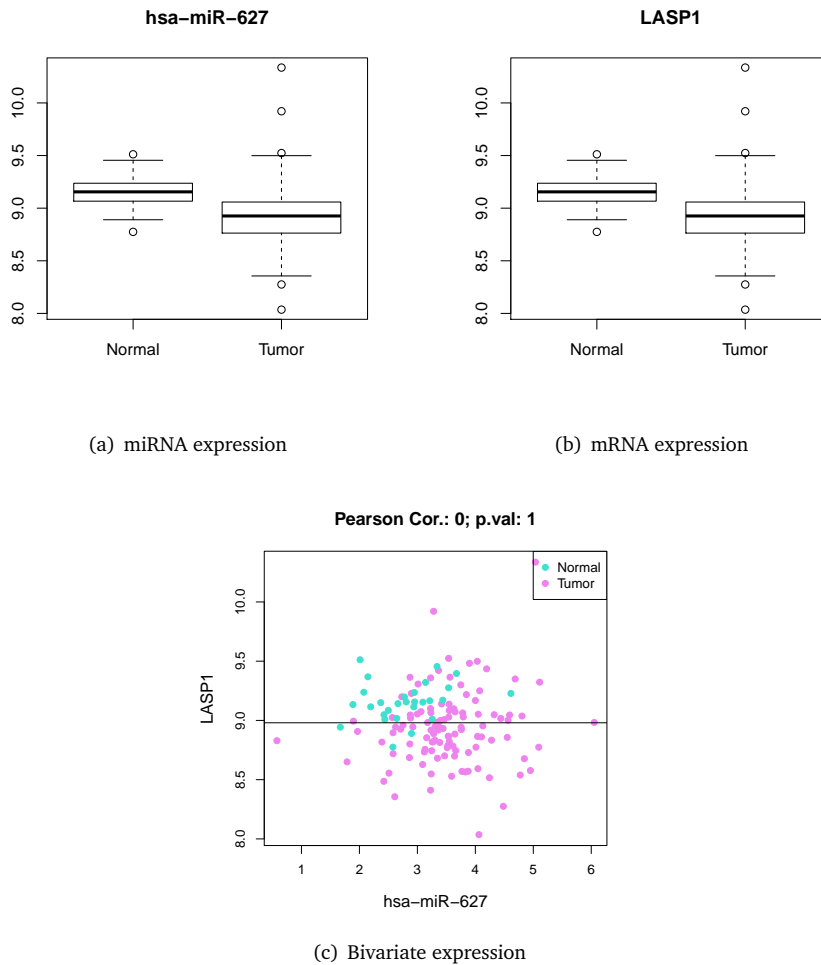 hsa−miR−627
10.0
9.5
9.0
8.5
8.0
Normal Tumor
(a) miRNA expression
LASP1
10.0
9.5
9.0
8.5
8.0
Normal Tumor
(b) mRNA expression
Pearson Cor.: 0; p.val: 1
Normal
Tumor
LASP1
10.0
9.5
9.0
8.5
8.0
1 2 3 4 5 6
hsa−miR−627
(c) Bivariate expression